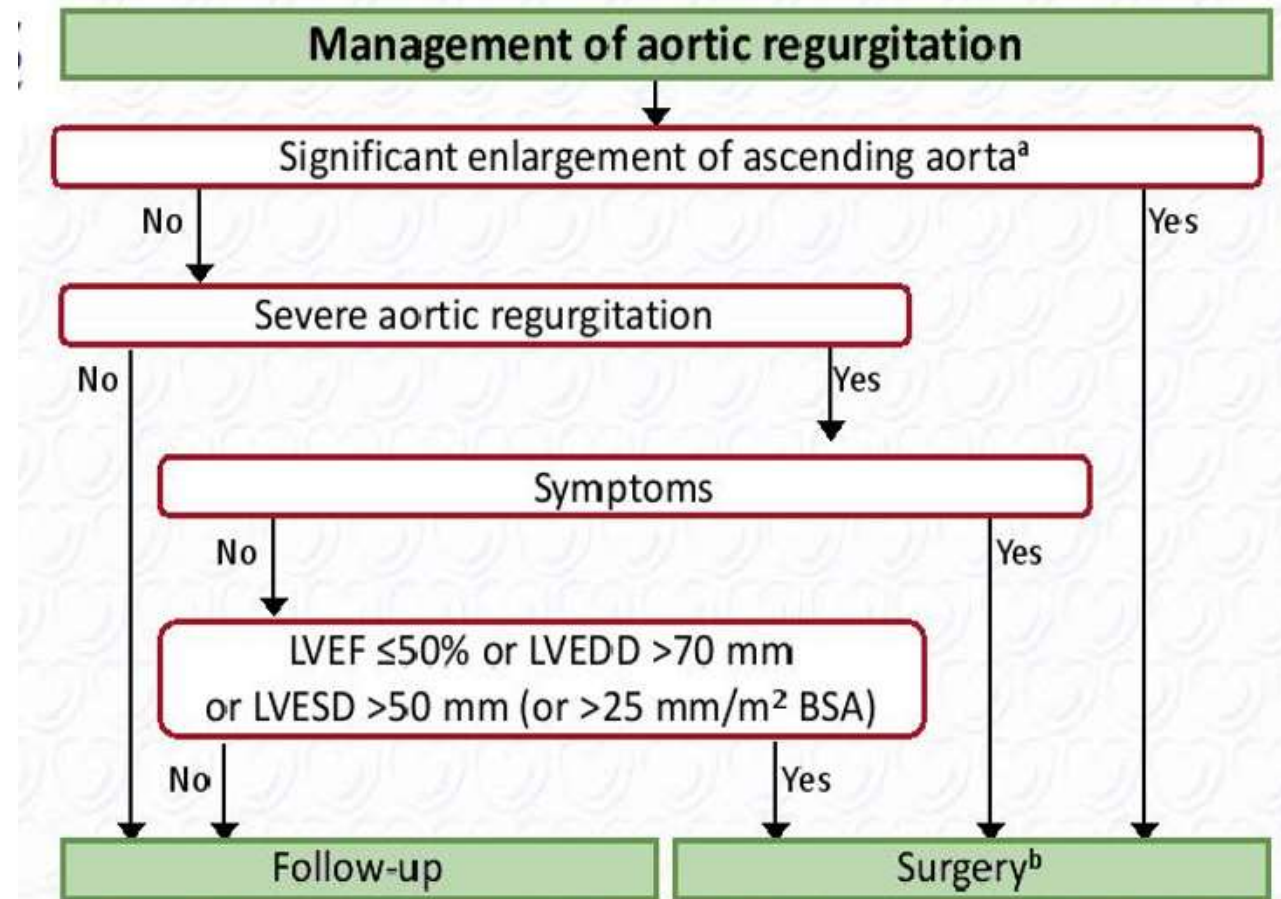 Management of aortic regurgitation
Significant enlargement of ascending aortaᵃ
No
Yes
Severe aortic regurgitation
No
Yes
Symptoms
No
Yes
LVEF ≤50% or LVEDD >70 mm
or LVESD >50 mm (or >25 mm/m² BSA)
No
Yes
Follow-up
Surgeryᵇ